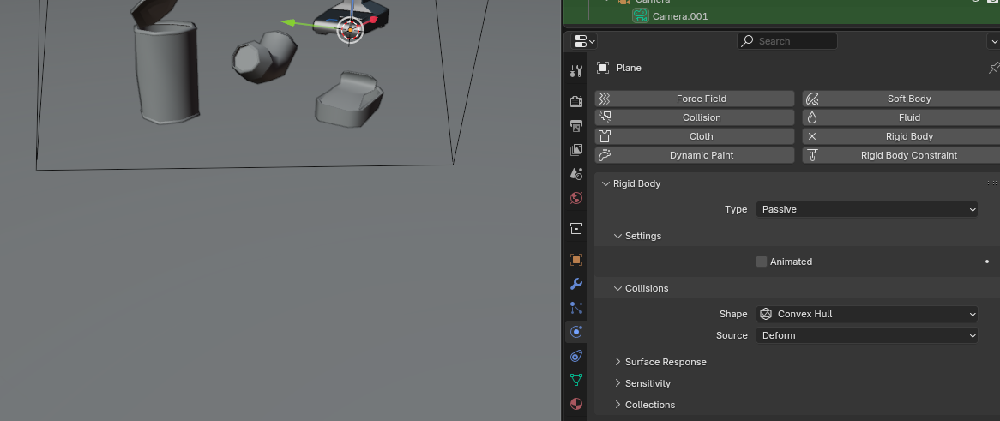 Camera
Camera.001
Search
Plane
Force Field
Soft Body
Collision
Fluid
Cloth
Rigid Body
Dynamic Paint
Rigid Body Constraint
Rigid Body
Type
Passive
Settings
Animated
Collisions
Shape
Convex Hull
Source
Deform
Surface Response
Sensitivity
Collections